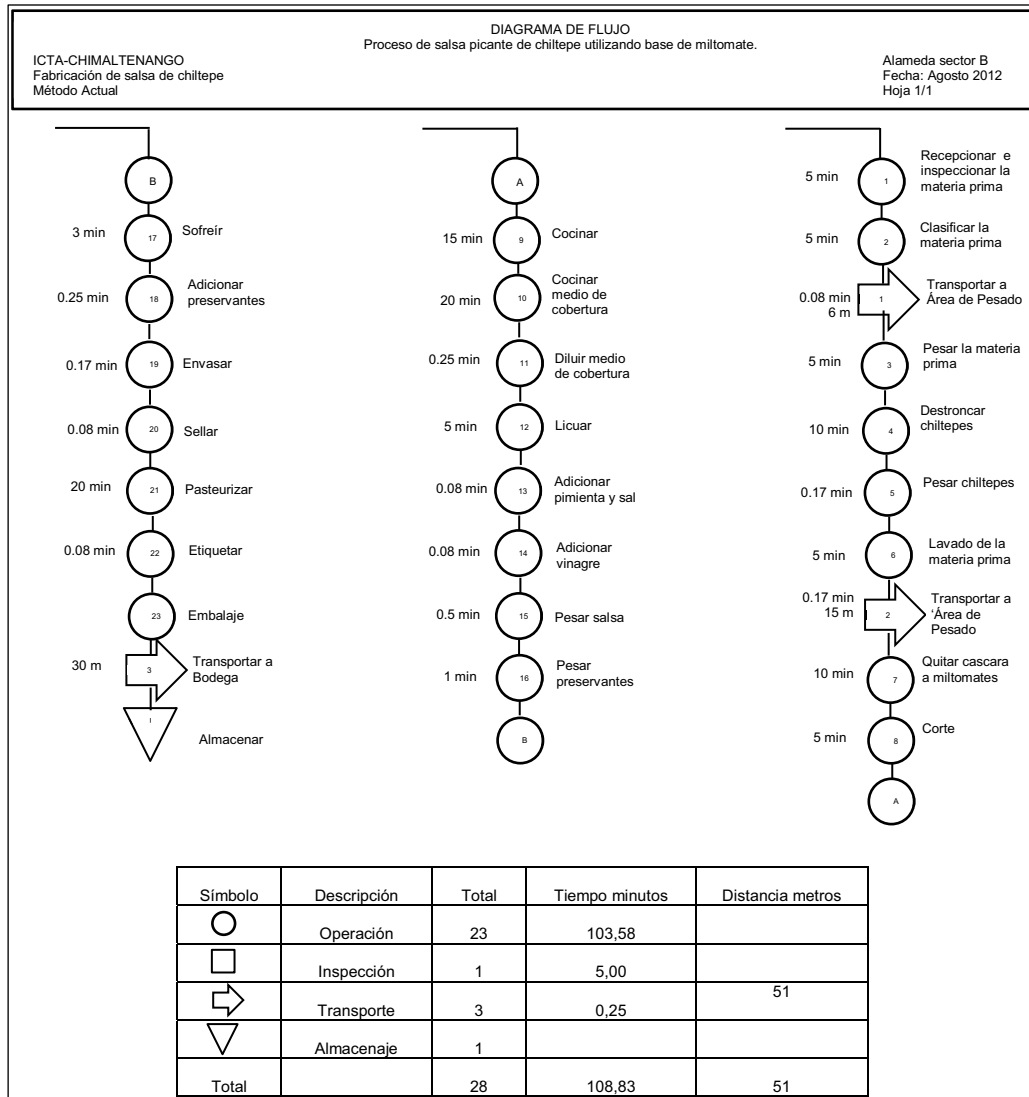 DIAGRAMA DE FLUJO
Proceso de salsa picante de chiltepe utilizando base de miltomate.
ICTA-CHIMALTENANGO
Fabricación de salsa de chiltepe
Método Actual
Alameda sector B
Fecha: Agosto 2012
Hoja 1/1
B
3 min
17
Sofreír
0.25 min
18
Adicionar
preservantes
0.17 min
19
Envasar
0.08 min
20
Sellar
20 min
21
Pasteurizar
0.08 min
22
Etiquetar
23
Embalaje
30 m
3
Transportar a
Bodega
I
Almacenar
A
15 min
9
Cocinar
20 min
10
Cocinar
medio de
cobertura
0.25 min
11
Diluir medio
de cobertura
5 min
12
Licuar
0.08 min
13
Adicionar
pimienta y sal
0.08 min
14
Adicionar
vinagre
0.5 min
15
Pesar salsa
1 min
16
Pesar
preservantes
B
5 min
1
Recepcionar e
inspeccionar la
materia prima
5 min
2
Clasificar la
materia prima
0.08 min
6 m
1
Transportar a
Área de Pesado
5 min
3
Pesar la materia
prima
10 min
4
Destroncar
chiltepes
0.17 min
5
Pesar chiltepes
5 min
6
Lavado de la
materia prima
0.17 min
15 m
2
Transportar a
‘Área de
Pesado
10 min
7
Quitar cascara
a miltomates
5 min
8
Corte
A
Símbolo Descripción Total Tiempo minutos Distancia metros
Operación 23 103,58
Inspección 1 5,00
Transporte 3 0,25 51
Almacenaje 1
Total 28 108,83 51